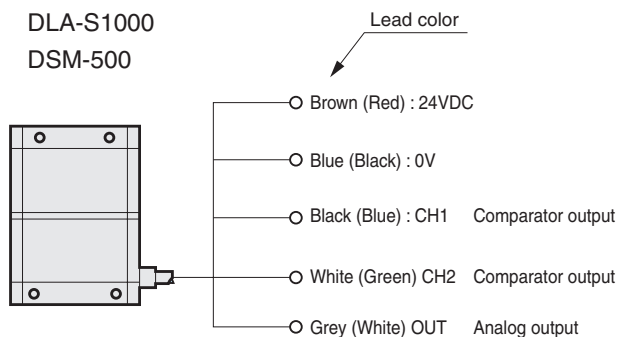 DLA-S1000
DSM-500
Lead color
Brown (Red) : 24VDC
Blue (Black) : 0V
Black (Blue) : CH1 Comparator output
White (Green) CH2 Comparator output
Grey (White) OUT Analog output